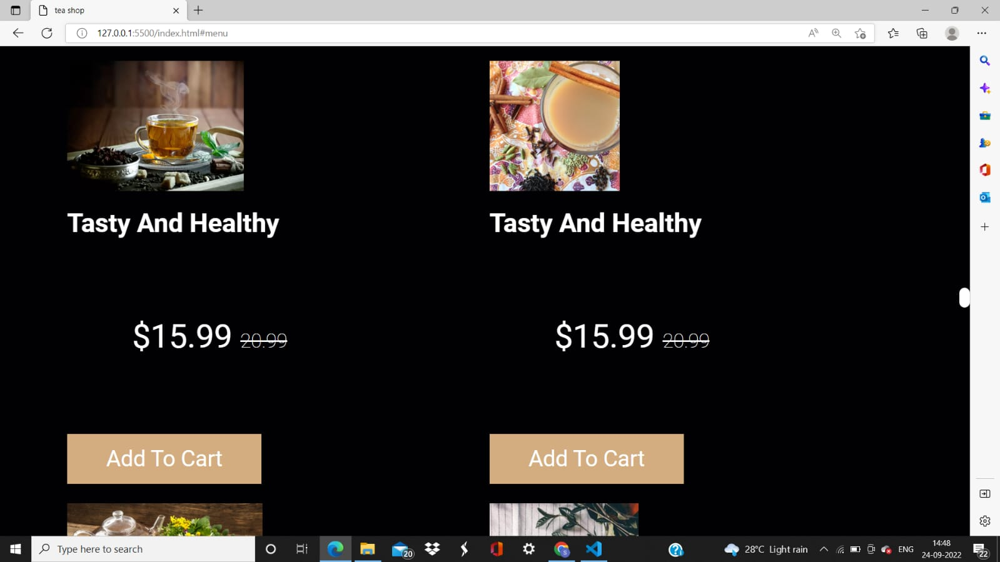 tea shop
127.0.0.1:5500/index.html#menu
Tasty And Healthy
Tasty And Healthy
$15.99 20.99
$15.99 20.99
Add To Cart
Add To Cart
Type here to search
20
28°C Light rain
ENG
14:48
24-09-2022
22